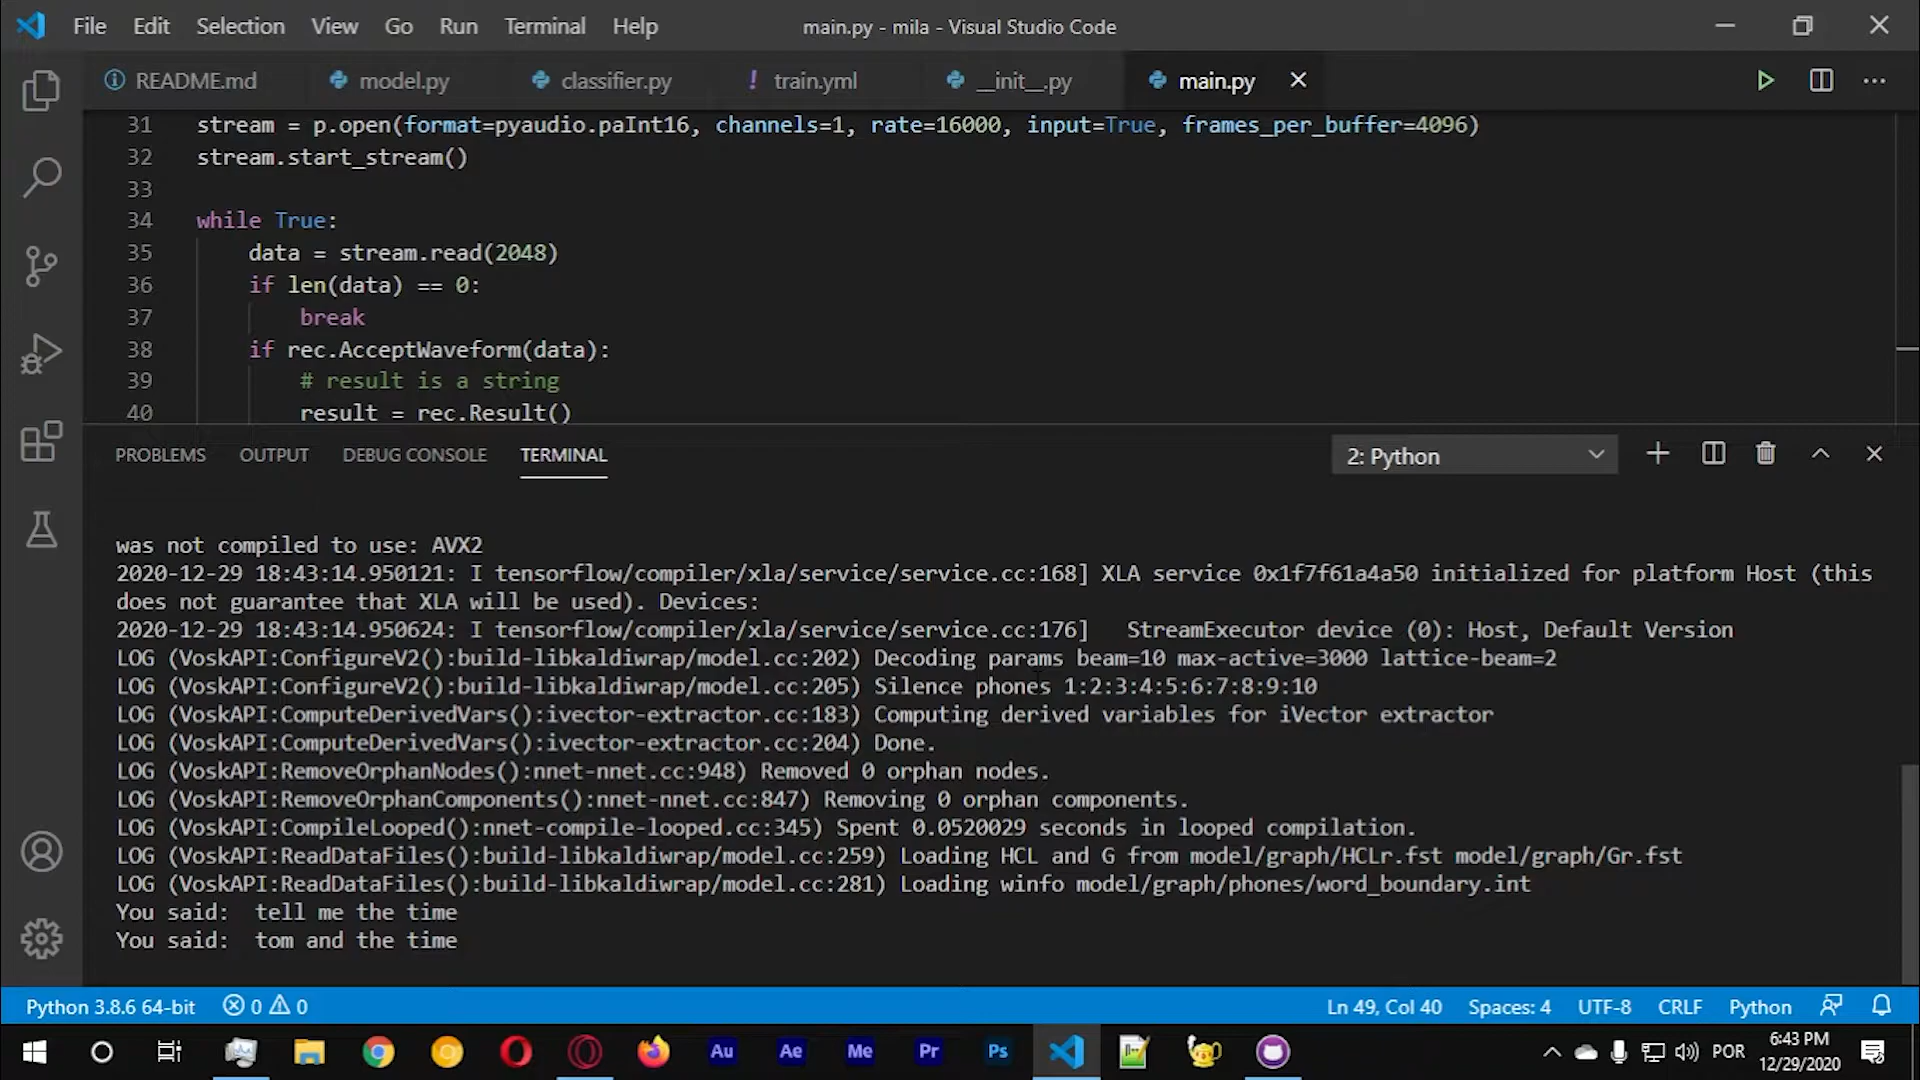 File Edit Selection View Go Run Terminal Help main.py - mila - Visual Studio Code
README.md model.py classifier.py ! train.yml __init__.py main.py
31 stream = p.open(format=pyaudio.paInt16, channels=1, rate=16000, input=True, frames_per_buffer=4096)
32 stream.start_stream()
33
34 while True:
35 data = stream.read(2048)
36 if len(data) == 0:
37 break
38 if rec.AcceptWaveform(data):
39 # result is a string
40 result = rec.Result()
PROBLEMS OUTPUT DEBUG CONSOLE TERMINAL 2: Python
was not compiled to use: AVX2
2020-12-29 18:43:14.950121: I tensorflow/compiler/xla/service/service.cc:168] XLA service 0x1f7f61a4a50 initialized for platform Host (this
does not guarantee that XLA will be used). Devices:
2020-12-29 18:43:14.950624: I tensorflow/compiler/xla/service/service.cc:176]   StreamExecutor device (0): Host, Default Version
LOG (VoskAPI:ConfigureV2():build-libkaldiwrap/model.cc:202) Decoding params beam=10 max-active=3000 lattice-beam=2
LOG (VoskAPI:ConfigureV2():build-libkaldiwrap/model.cc:205) Silence phones 1:2:3:4:5:6:7:8:9:10
LOG (VoskAPI:ComputeDerivedVars():ivector-extractor.cc:183) Computing derived variables for iVector extractor
LOG (VoskAPI:ComputeDerivedVars():ivector-extractor.cc:204) Done.
LOG (VoskAPI:RemoveOrphanNodes():nnet-nnet.cc:948) Removed 0 orphan nodes.
LOG (VoskAPI:RemoveOrphanComponents():nnet-nnet.cc:847) Removing 0 orphan components.
LOG (VoskAPI:CompileLooped():nnet-compile-looped.cc:345) Spent 0.0520029 seconds in looped compilation.
LOG (VoskAPI:ReadDataFiles():build-libkaldiwrap/model.cc:259) Loading HCL and G from model/graph/HCLr.fst model/graph/Gr.fst
LOG (VoskAPI:ReadDataFiles():build-libkaldiwrap/model.cc:281) Loading winfo model/graph/phones/word_boundary.int
You said:  tell me the time
You said:  tom and the time
Python 3.8.6 64-bit 0 0 Ln 49, Col 40 Spaces: 4 UTF-8 CRLF Python
Au Ae Me Pr Ps POR 6:43 PM
12/29/2020